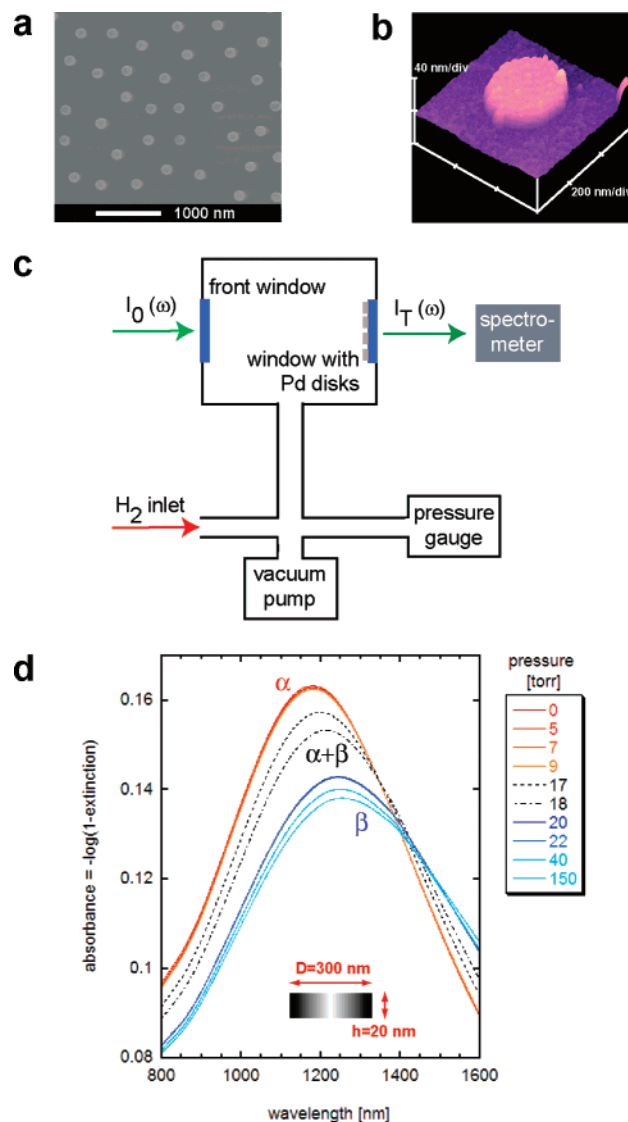 a
b
1000 nm
40 nm/div
200 nm/div
c
front window
I0 (ω)
IT (ω)
spectro-
meter
window with
Pd disks
H2 inlet
pressure
gauge
vacuum
pump
d
pressure
[torr]
α
α+β
β
0
5
7
9
17
18
20
22
40
150
0.16
0.14
0.12
0.1
0.08
absorbance = -log(1-extinction)
D=300 nm
h=20 nm
800
1000
1200
1400
1600
wavelength [nm]